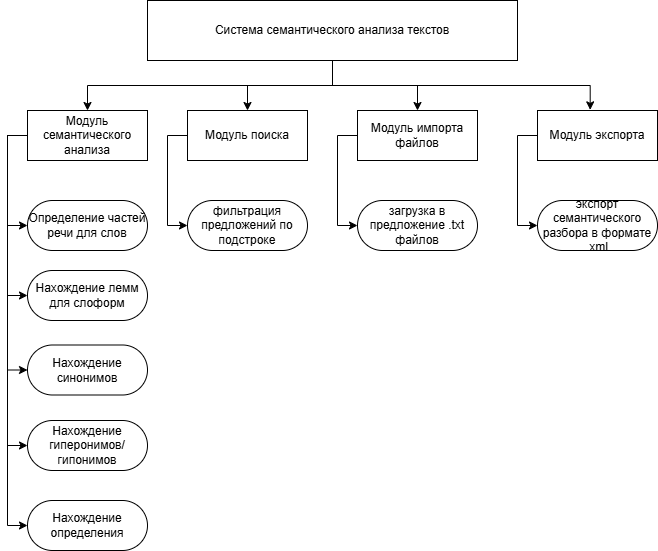 Система семантического анализа текстов
Модуль
семантического
анализа
Модуль поиска
Модуль импорта
файлов
Модуль экспорта
Определение частей
речи для слов
фильтрация
предложений по
подстроке
загрузка в
предложение .txt
файлов
экспорт
семантического
разбора в формате
xml
Нахождение лемм
для слоформ
Нахождение
синонимов
Нахождение
гиперонимов/
гипонимов
Нахождение
определения